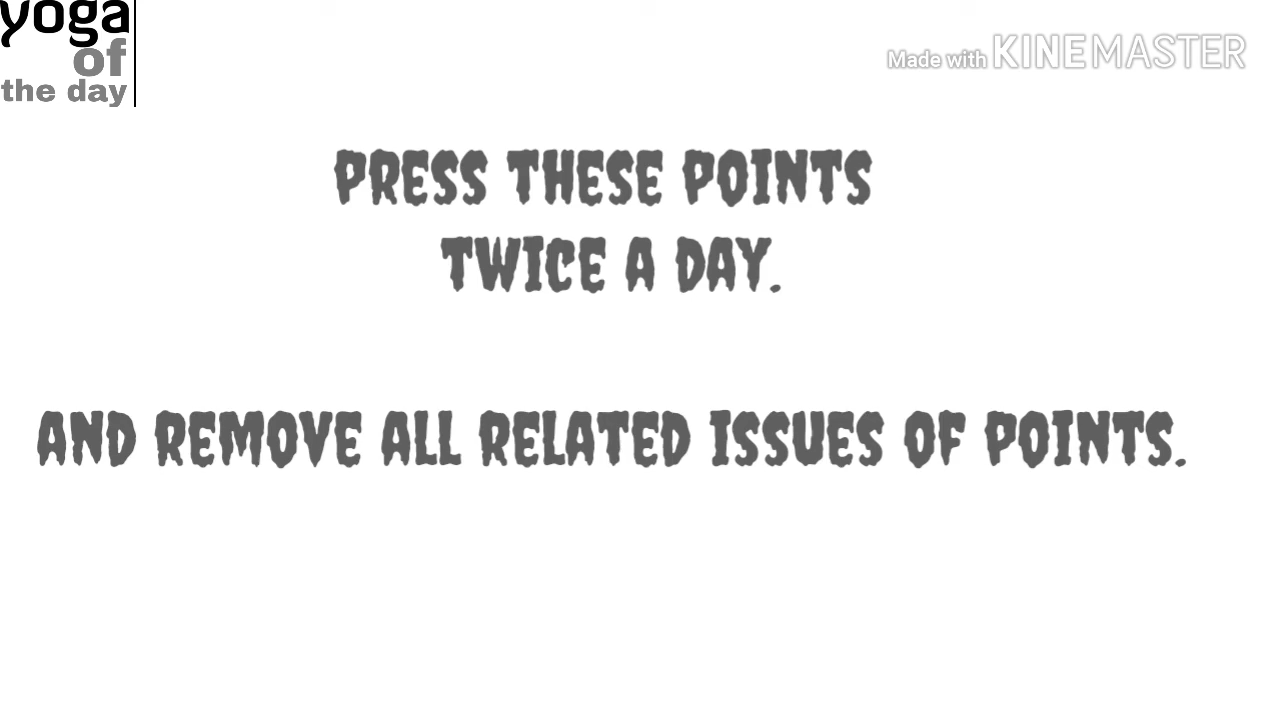 yoga
of
the day
Made with KINEMASTER
PRESS THESE POINTS
TWICE A DAY.
AND REMOVE ALL RELATED ISSUES OF POINTS.